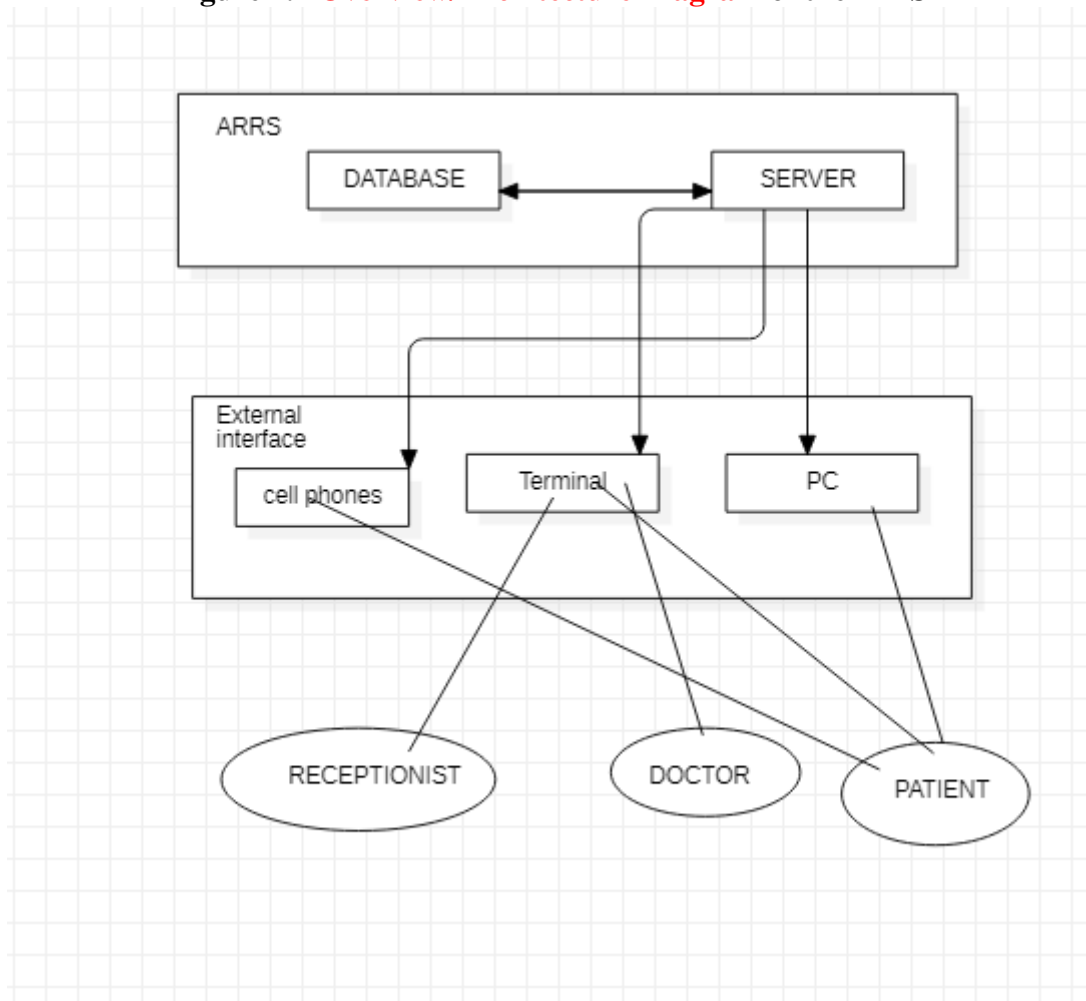 ARRS
DATABASE
SERVER
External
interface
cell phones
Terminal
PC
RECEPTIONIST
DOCTOR
PATIENT